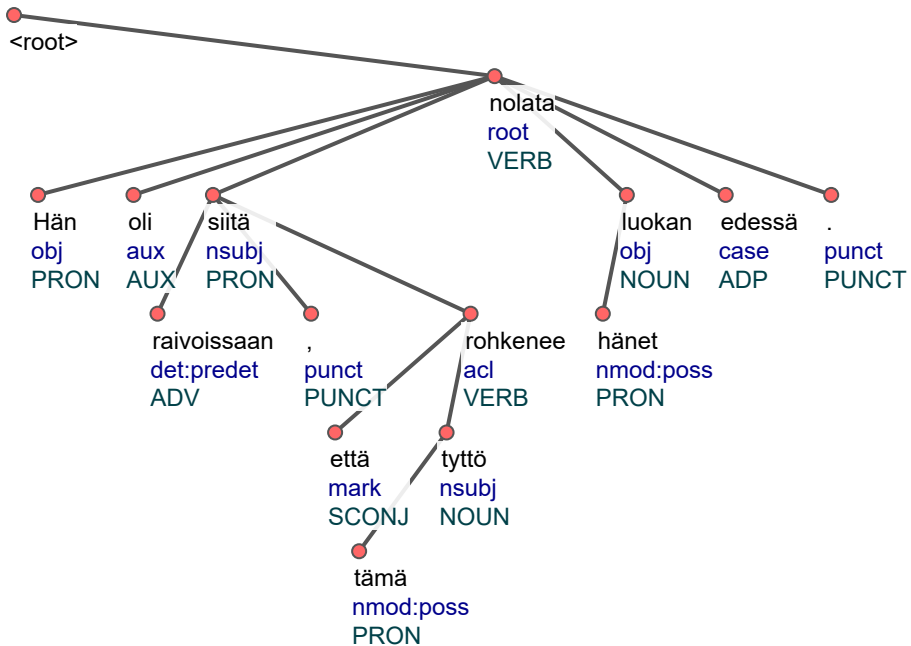 <root>
nolata
root
VERB
Hän
obj
PRON
oli
aux
AUX
siitä
nsubj
PRON
luokan
obj
NOUN
edessä
case
ADP
.
punct
PUNCT
raivoissaan
det:predet
ADV
,
punct
PUNCT
rohkenee
acl
VERB
hänet
nmod:poss
PRON
että
mark
SCONJ
tyttö
nsubj
NOUN
tämä
nmod:poss
PRON